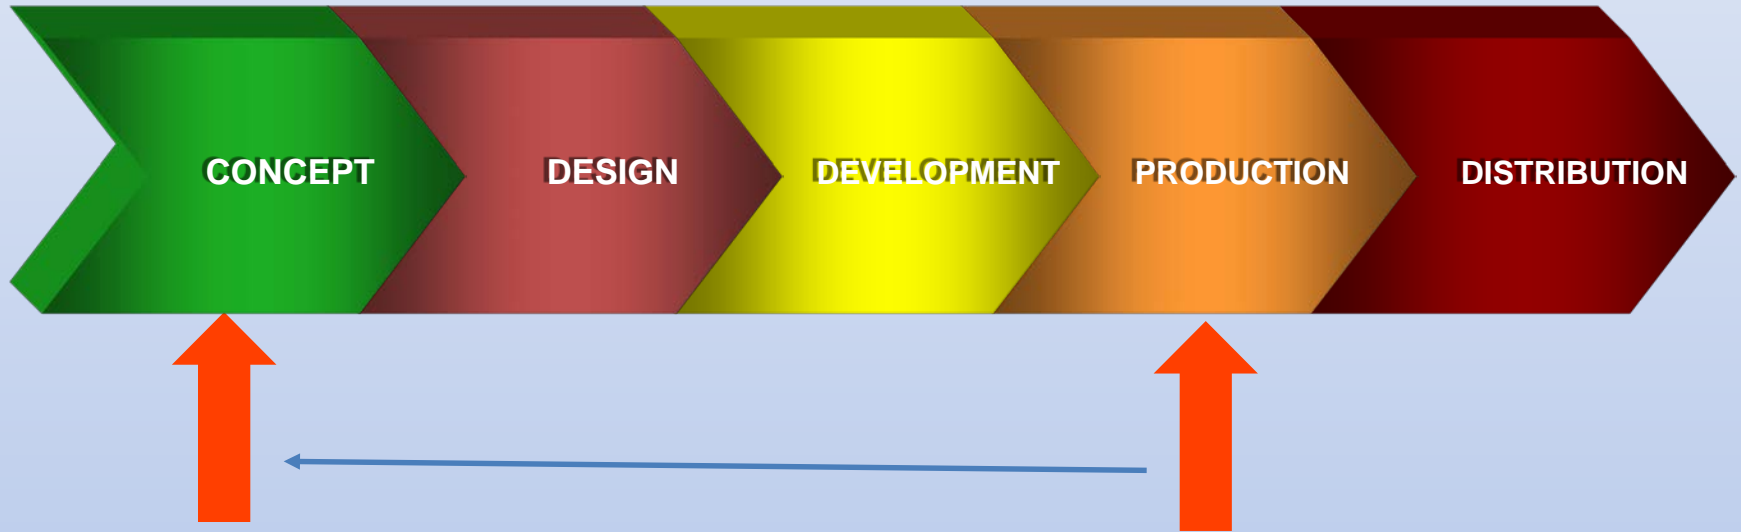 CONCEPT
DESIGN
DEVELOPMENT
PRODUCTION
DISTRIBUTION